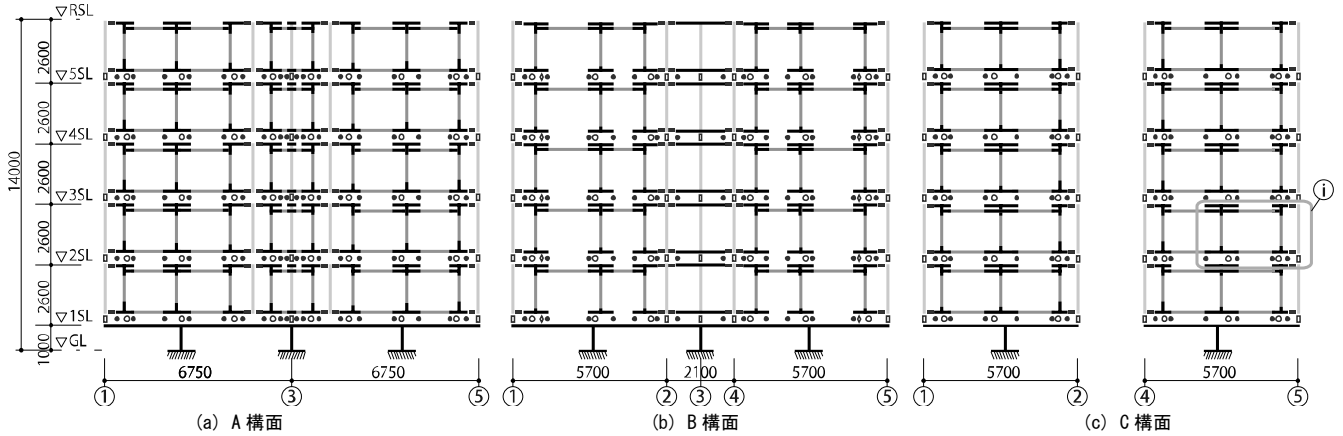 ▽RSL
▽5SL
▽4SL
▽3SL
▽2SL
▽1SL
▽GL
14000
2600
2600
2600
2600
2600
1000
6750 6750
① ③ ⑤
(a) A 構面
5700 2100 5700
① ② ③ ④ ⑤
(b) B 構面
5700 5700
① ② ④ ⑤
(c) C 構面
ⓘ